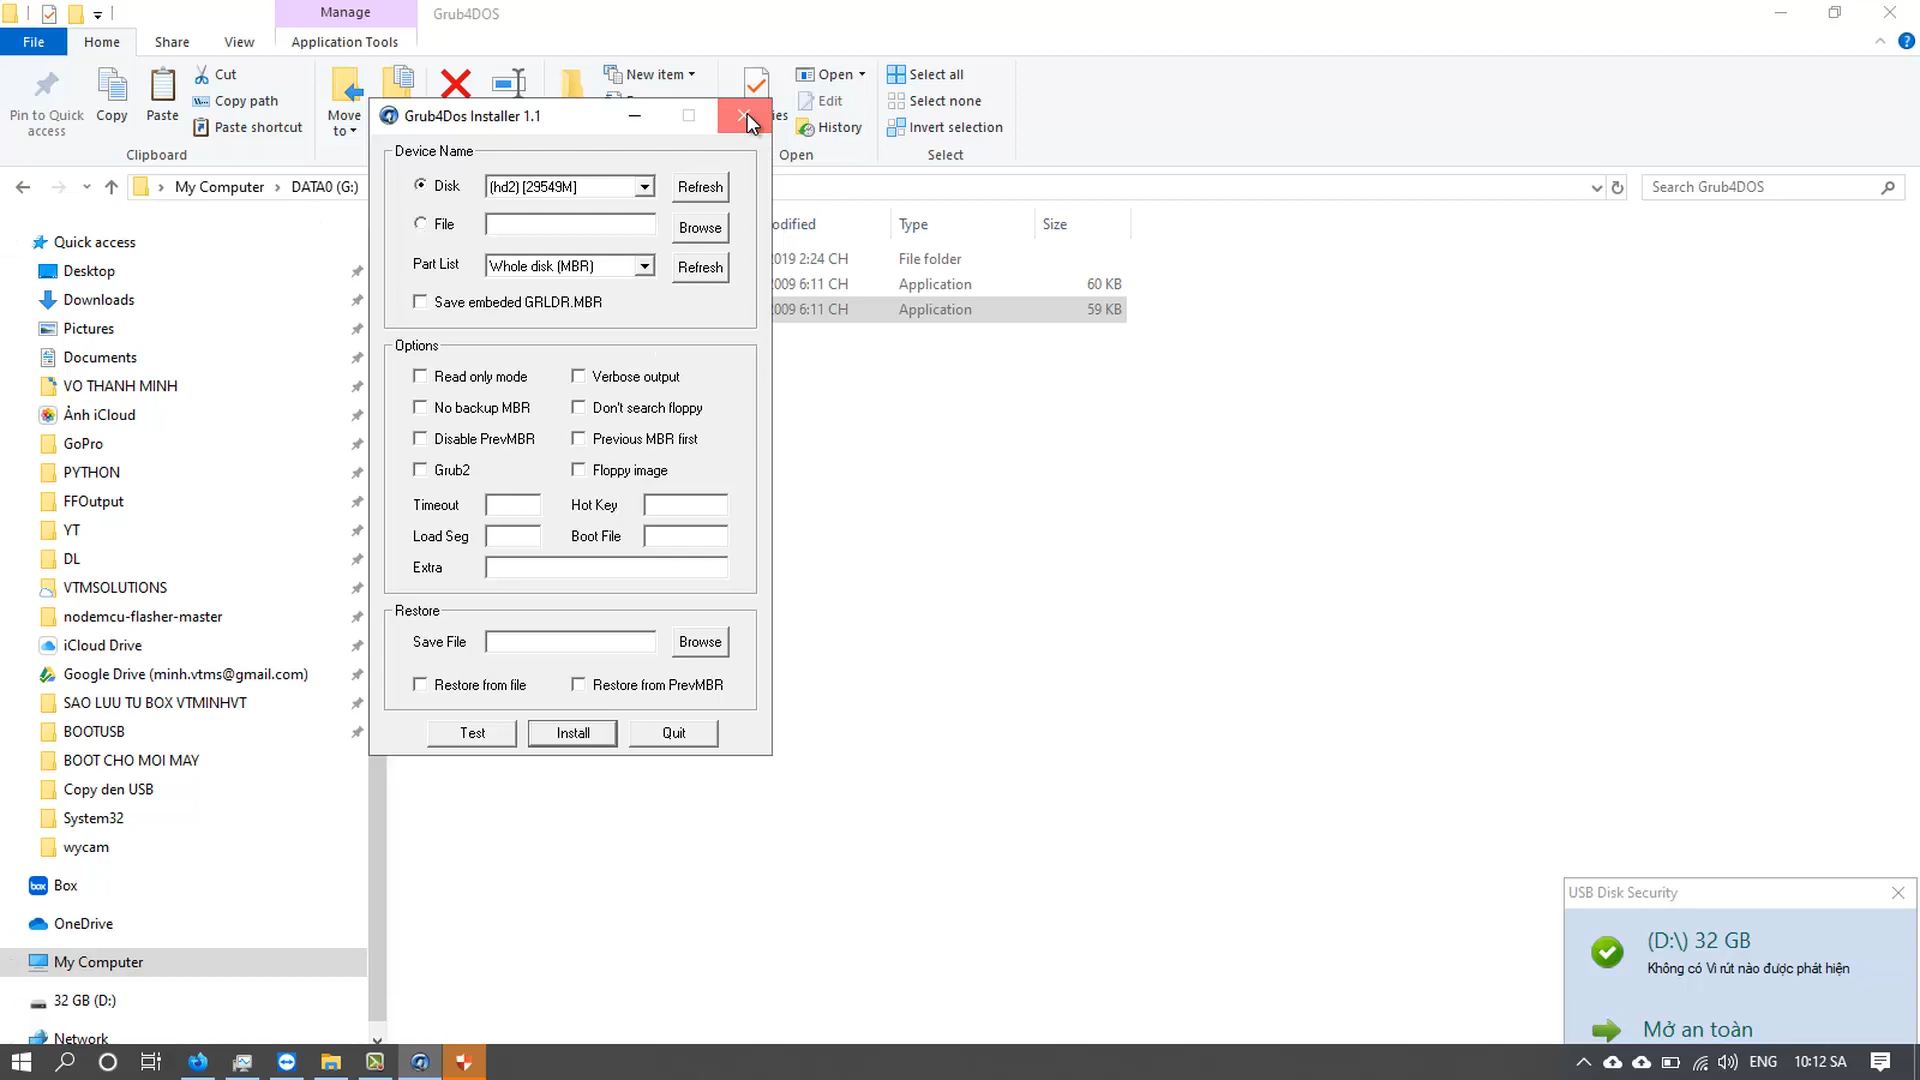 Manage
Grub4DOS
File
Home
Share
View
Application Tools
Pin to Quick access
Copy
Paste
Cut
Copy path
Paste shortcut
Clipboard
Move to
New item
Open
Edit
History
Open
Select all
Select none
Invert selection
Select
My Computer
DATA0 (G:)
Search Grub4DOS
Type
Size
2019 2:24 CH
File folder
2009 6:11 CH
Application
60 KB
2009 6:11 CH
Application
59 KB
Quick access
Desktop
Downloads
Pictures
Documents
VO THANH MINH
Ảnh iCloud
GoPro
PYTHON
FFOutput
YT
DL
VTMSOLUTIONS
nodemcu-flasher-master
iCloud Drive
Google Drive (minh.vtms@gmail.com)
SAO LUU TU BOX VTMINHVT
BOOTUSB
BOOT CHO MOI MAY
Copy den USB
System32
wycam
Box
OneDrive
My Computer
32 GB (D:)
Network
Grub4Dos Installer 1.1
Device Name
Disk
(hd2) [29549M]
Refresh
File
Browse
Part List
Whole disk (MBR)
Refresh
Save embeded GRLDR.MBR
Options
Read only mode
Verbose output
No backup MBR
Don't search floppy
Disable PrevMBR
Previous MBR first
Grub2
Floppy image
Timeout
Hot Key
Load Seg
Boot File
Extra
Restore
Save File
Browse
Restore from file
Restore from PrevMBR
Test
Install
Quit
USB Disk Security
(D:\) 32 GB
Không có Vi rút nào được phát hiện
Mở an toàn
box
ENG
10:12 SA